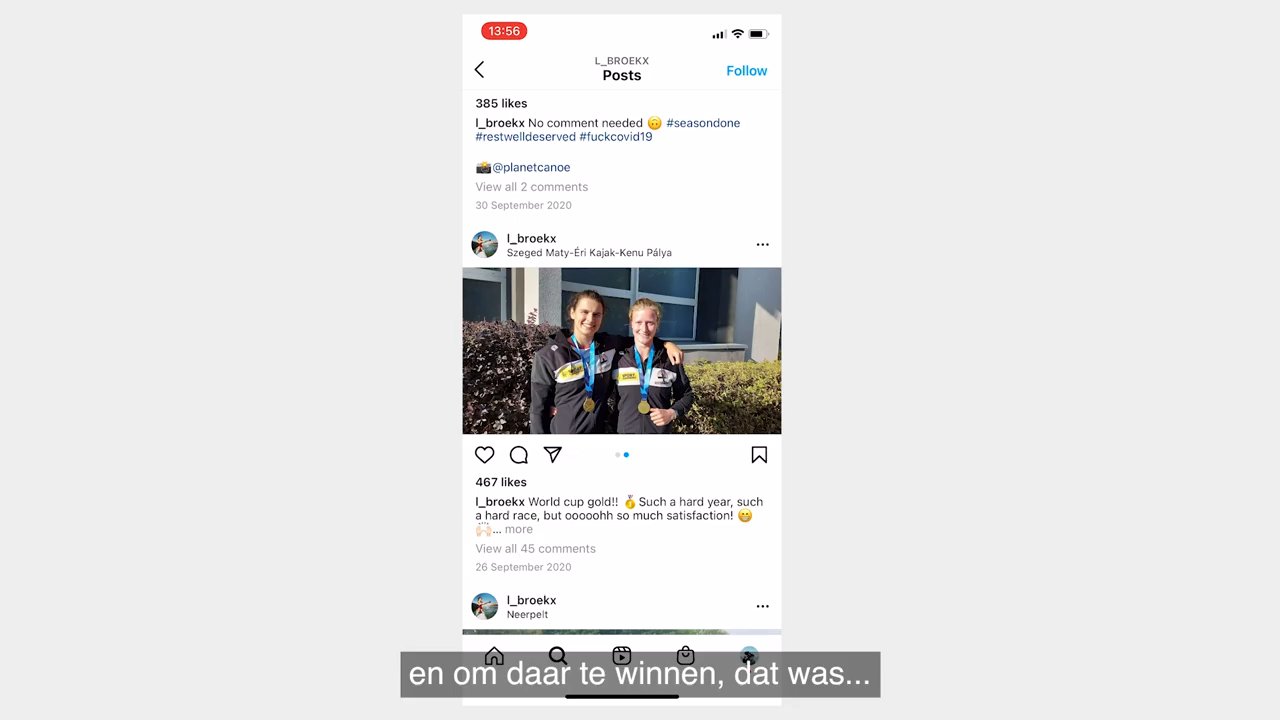 13:56
L_BROEKX
Posts
Follow
385 likes
l_broekx No comment needed 🙃 #seasondone
#restwelldeserved #fuckcovid19
📸@planetcanoe
View all 2 comments
30 September 2020
l_broekx
Szeged Maty-Éri Kajak-Kenu Pálya
467 likes
l_broekx World cup gold!! 🥇Such a hard year, such
a hard race, but ooooohh so much satisfaction! 😁
🙌🏻... more
View all 45 comments
26 September 2020
l_broekx
Neerpelt
en om daar te winnen, dat was...